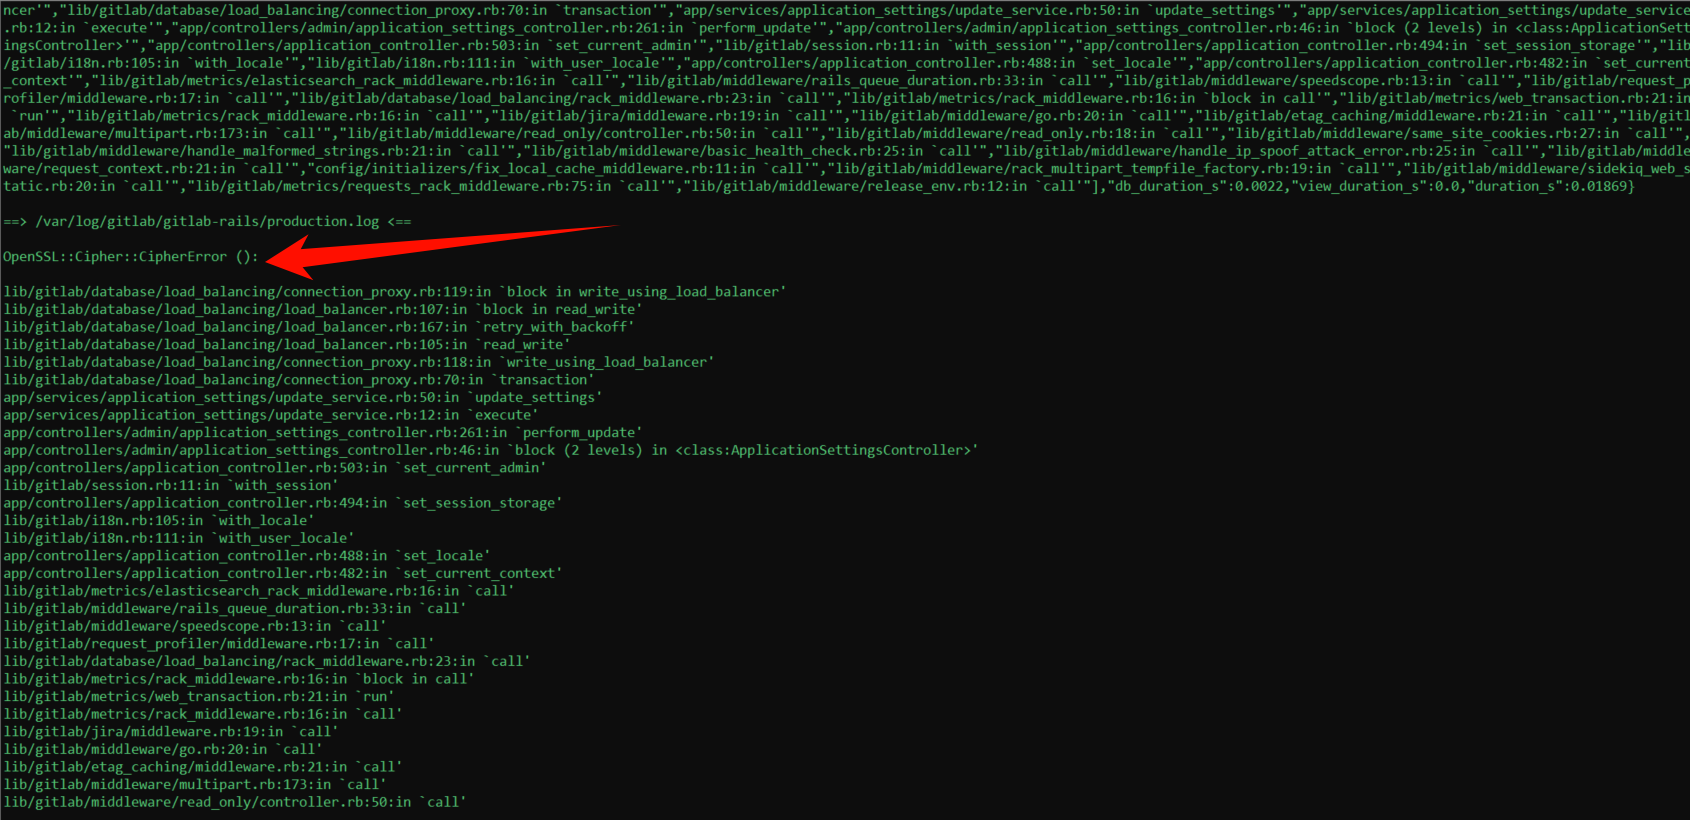 ncer'","lib/gitlab/database/load_balancing/connection_proxy.rb:70:in `transaction'","app/services/application_settings/update_service.rb:50:in `update_settings'","app/services/application_settings/update_service
.rb:12:in `execute'","app/controllers/admin/application_settings_controller.rb:261:in `perform_update'","app/controllers/admin/application_settings_controller.rb:46:in `block (2 levels) in <class:ApplicationSett
ingsController>'","app/controllers/application_controller.rb:503:in `set_current_admin'","lib/gitlab/session.rb:11:in `with_session'","app/controllers/application_controller.rb:494:in `set_session_storage'","lib
/gitlab/i18n.rb:105:in `with_locale'","lib/gitlab/i18n.rb:111:in `with_user_locale'","app/controllers/application_controller.rb:488:in `set_locale'","app/controllers/application_controller.rb:482:in `set_current
_context'","lib/gitlab/metrics/elasticsearch_rack_middleware.rb:16:in `call'","lib/gitlab/middleware/rails_queue_duration.rb:33:in `call'","lib/gitlab/middleware/speedscope.rb:13:in `call'","lib/gitlab/request_p
rofiler/middleware.rb:17:in `call'","lib/gitlab/database/load_balancing/rack_middleware.rb:23:in `call'","lib/gitlab/metrics/rack_middleware.rb:16:in `block in call'","lib/gitlab/metrics/web_transaction.rb:21:in
`run'","lib/gitlab/metrics/rack_middleware.rb:16:in `call'","lib/gitlab/jira/middleware.rb:19:in `call'","lib/gitlab/middleware/go.rb:20:in `call'","lib/gitlab/etag_caching/middleware.rb:21:in `call'","lib/gitl
ab/middleware/multipart.rb:173:in `call'","lib/gitlab/middleware/read_only/controller.rb:50:in `call'","lib/gitlab/middleware/read_only.rb:18:in `call'","lib/gitlab/middleware/same_site_cookies.rb:27:in `call'",
"lib/gitlab/middleware/handle_malformed_strings.rb:21:in `call'","lib/gitlab/middleware/basic_health_check.rb:25:in `call'","lib/gitlab/middleware/handle_ip_spoof_attack_error.rb:25:in `call'","lib/gitlab/middle
ware/request_context.rb:21:in `call'","config/initializers/fix_local_cache_middleware.rb:11:in `call'","lib/gitlab/middleware/rack_multipart_tempfile_factory.rb:19:in `call'","lib/gitlab/middleware/sidekiq_web_s
tatic.rb:20:in `call'","lib/gitlab/metrics/requests_rack_middleware.rb:75:in `call'","lib/gitlab/middleware/release_env.rb:12:in `call'"],"db_duration_s":0.0022,"view_duration_s":0.0,"duration_s":0.01869}
==> /var/log/gitlab/gitlab-rails/production.log <==
OpenSSL::Cipher::CipherError ():
lib/gitlab/database/load_balancing/connection_proxy.rb:119:in `block in write_using_load_balancer'
lib/gitlab/database/load_balancing/load_balancer.rb:107:in `block in read_write'
lib/gitlab/database/load_balancing/load_balancer.rb:167:in `retry_with_backoff'
lib/gitlab/database/load_balancing/load_balancer.rb:105:in `read_write'
lib/gitlab/database/load_balancing/connection_proxy.rb:118:in `write_using_load_balancer'
lib/gitlab/database/load_balancing/connection_proxy.rb:70:in `transaction'
app/services/application_settings/update_service.rb:50:in `update_settings'
app/services/application_settings/update_service.rb:12:in `execute'
app/controllers/admin/application_settings_controller.rb:261:in `perform_update'
app/controllers/admin/application_settings_controller.rb:46:in `block (2 levels) in <class:ApplicationSettingsController>'
app/controllers/application_controller.rb:503:in `set_current_admin'
lib/gitlab/session.rb:11:in `with_session'
app/controllers/application_controller.rb:494:in `set_session_storage'
lib/gitlab/i18n.rb:105:in `with_locale'
lib/gitlab/i18n.rb:111:in `with_user_locale'
app/controllers/application_controller.rb:488:in `set_locale'
app/controllers/application_controller.rb:482:in `set_current_context'
lib/gitlab/metrics/elasticsearch_rack_middleware.rb:16:in `call'
lib/gitlab/middleware/rails_queue_duration.rb:33:in `call'
lib/gitlab/middleware/speedscope.rb:13:in `call'
lib/gitlab/request_profiler/middleware.rb:17:in `call'
lib/gitlab/database/load_balancing/rack_middleware.rb:23:in `call'
lib/gitlab/metrics/rack_middleware.rb:16:in `block in call'
lib/gitlab/metrics/web_transaction.rb:21:in `run'
lib/gitlab/metrics/rack_middleware.rb:16:in `call'
lib/gitlab/jira/middleware.rb:19:in `call'
lib/gitlab/middleware/go.rb:20:in `call'
lib/gitlab/etag_caching/middleware.rb:21:in `call'
lib/gitlab/middleware/multipart.rb:173:in `call'
lib/gitlab/middleware/read_only/controller.rb:50:in `call'